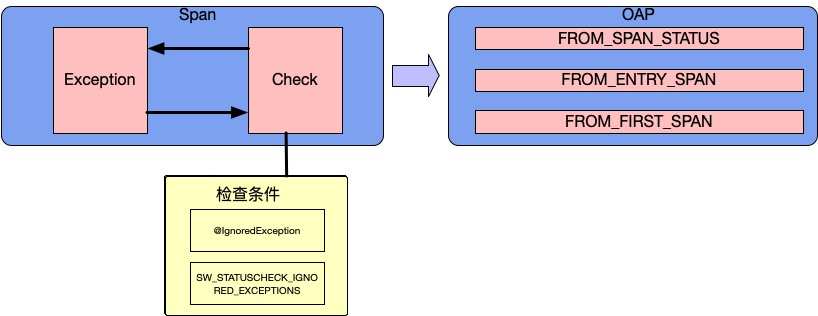 Span
Exception
Check
OAP
FROM_SPAN_STATUS
FROM_ENTRY_SPAN
FROM_FIRST_SPAN
检查条件
@IgnoredException
SW_STATUSCHECK_IGNO
RED_EXCEPTIONS